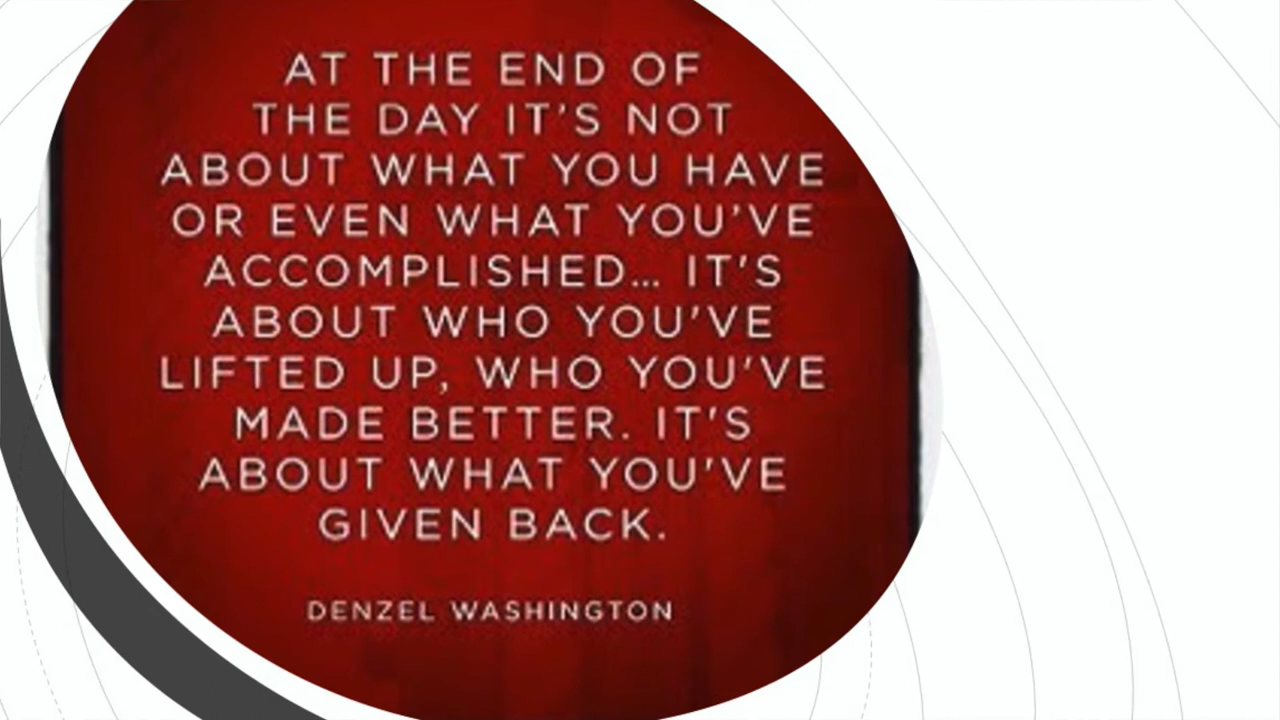 AT THE END OF
THE DAY IT'S NOT
ABOUT WHAT YOU HAVE
OR EVEN WHAT YOU'VE
ACCOMPLISHED... IT'S
ABOUT WHO YOU'VE
LIFTED UP, WHO YOU'VE
MADE BETTER. IT'S
ABOUT WHAT YOU'VE
GIVEN BACK.
DENZEL WASHINGTON